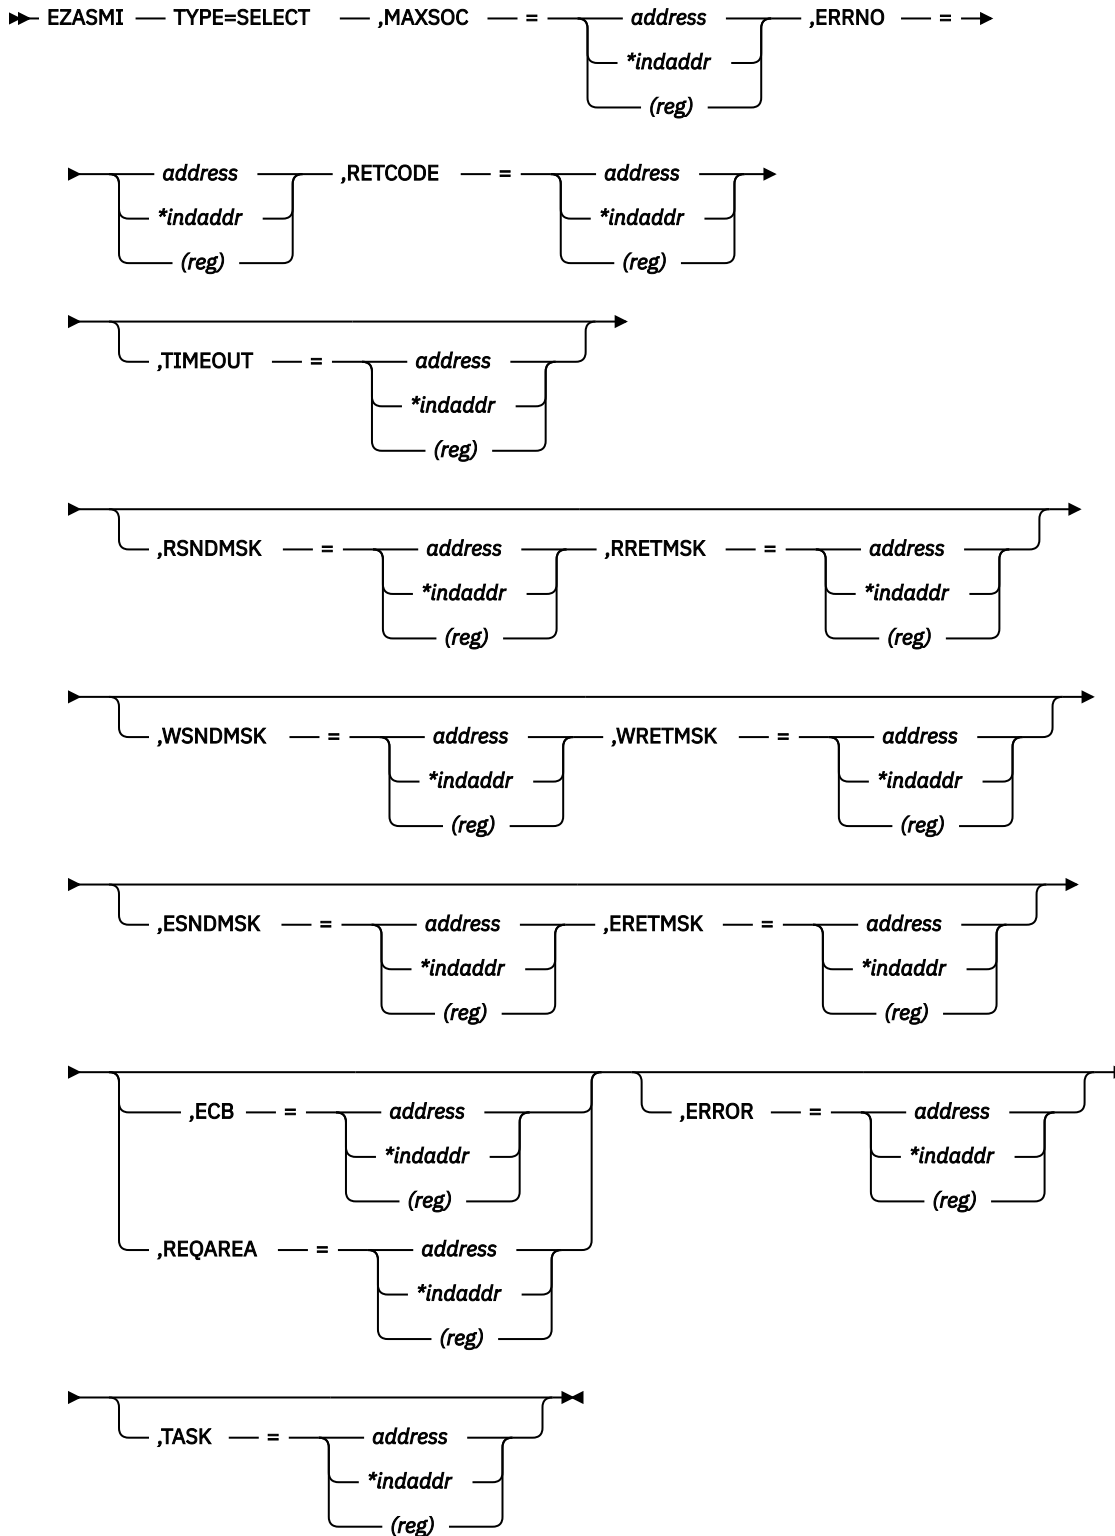 EZASMI TYPE=SELECT ,MAXSOC = address ,ERRNO =
*indaddr
(reg)
address ,RETCODE = address
*indaddr *indaddr
(reg) (reg)
,TIMEOUT = address
*indaddr
(reg)
,RSNDMSK = address ,RRETMSK = address
*indaddr *indaddr
(reg) (reg)
,WSNDMSK = address ,WRETMSK = address
*indaddr *indaddr
(reg) (reg)
,ESNDMSK = address ,ERETMSK = address
*indaddr *indaddr
(reg) (reg)
,ECB = address ,ERROR = address
*indaddr *indaddr
(reg) (reg)
,REQAREA = address
*indaddr
(reg)
,TASK = address
*indaddr
(reg)